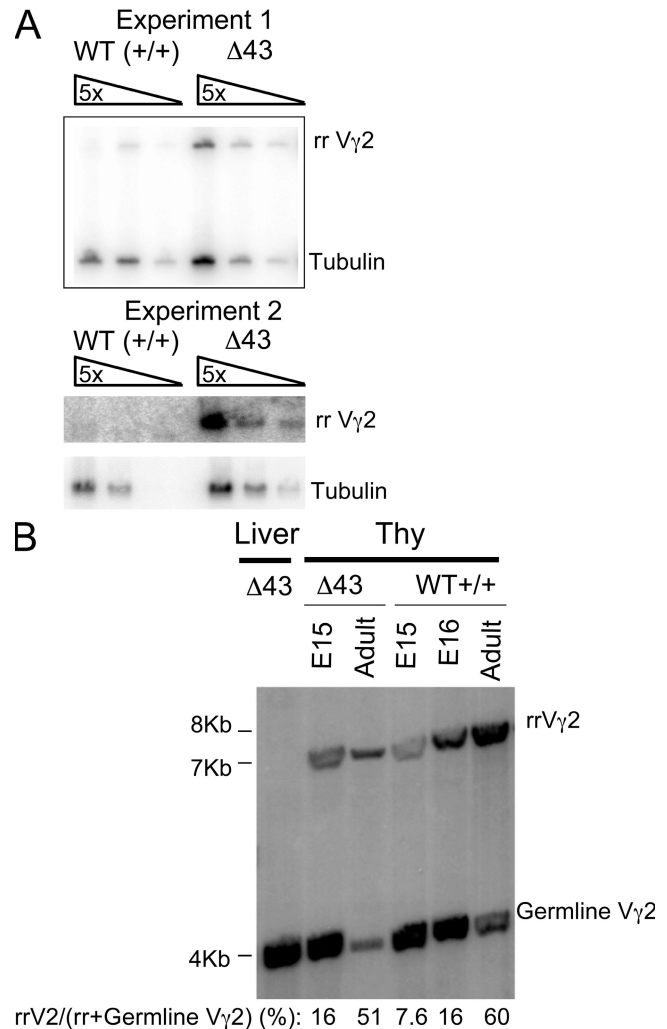 A
Experiment 1
WT (+/+) Δ43
5x 5x
rr Vγ2
Tubulin
Experiment 2
WT (+/+) Δ43
5x 5x
rr Vγ2
Tubulin
B
Liver Thy
Δ43 Δ43 WT+/+
E15 Adult E15 E16 Adult
8Kb rrVγ2
7Kb
Germline Vγ2
4Kb
rrV2/(rr+Germline Vγ2) (%): 16 51 7.6 16 60